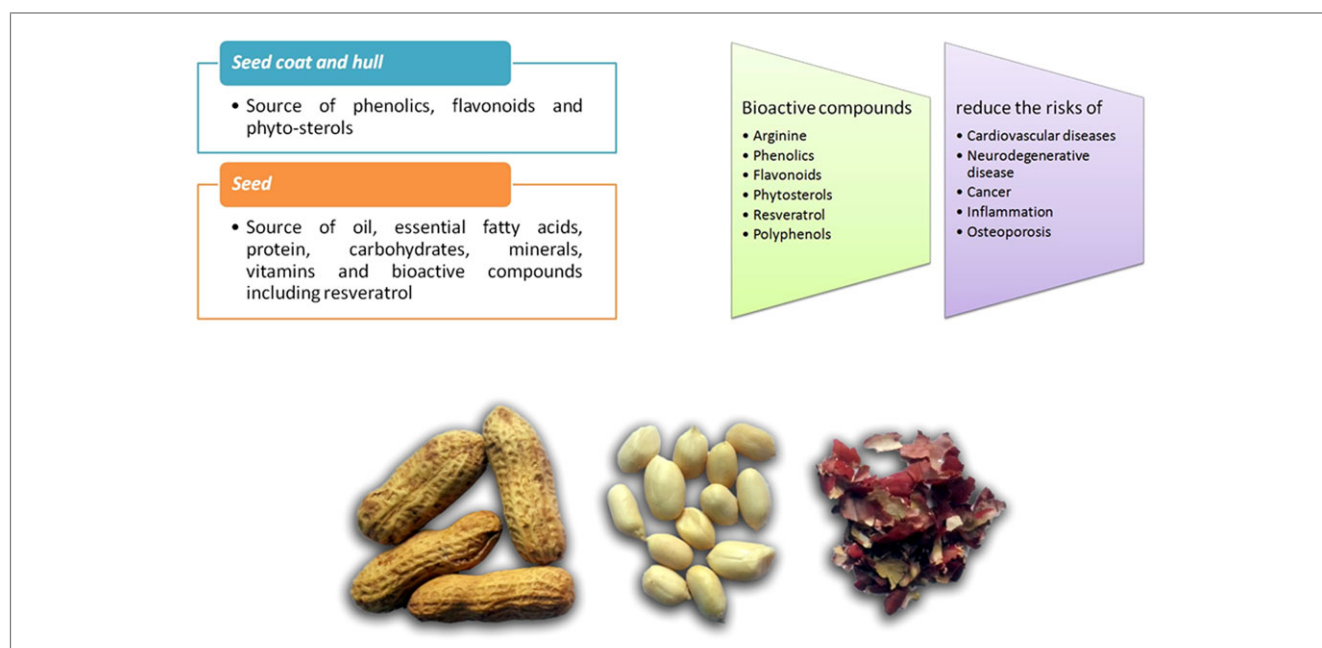 Seed coat and hull
• Source of phenolics, flavonoids and
phyto-sterols
Seed
• Source of oil, essential fatty acids,
protein, carbohydrates, minerals,
vitamins and bioactive compounds
including resveratrol
Bioactive compounds
• Arginine
• Phenolics
• Flavonoids
• Phytosterols
• Resveratrol
• Polyphenols
reduce the risks of
• Cardiovascular diseases
• Neurodegenerative
disease
• Cancer
• Inflammation
• Osteoporosis